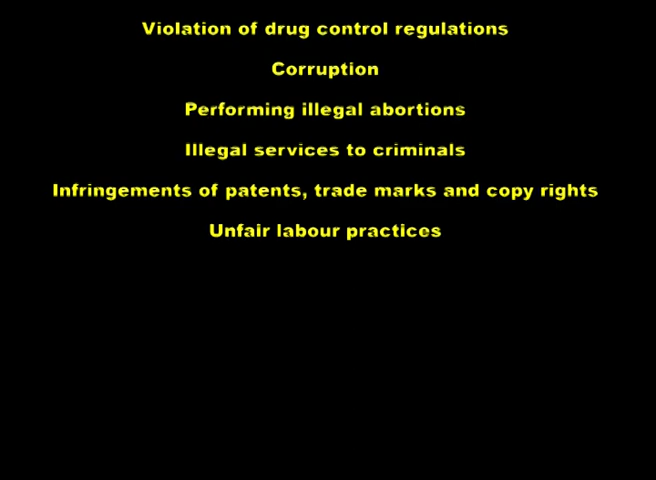 Violation of drug control regulations
Corruption
Performing illegal abortions
Illegal services to criminals
Infringements of patents, trade marks and copy rights
Unfair labour practices